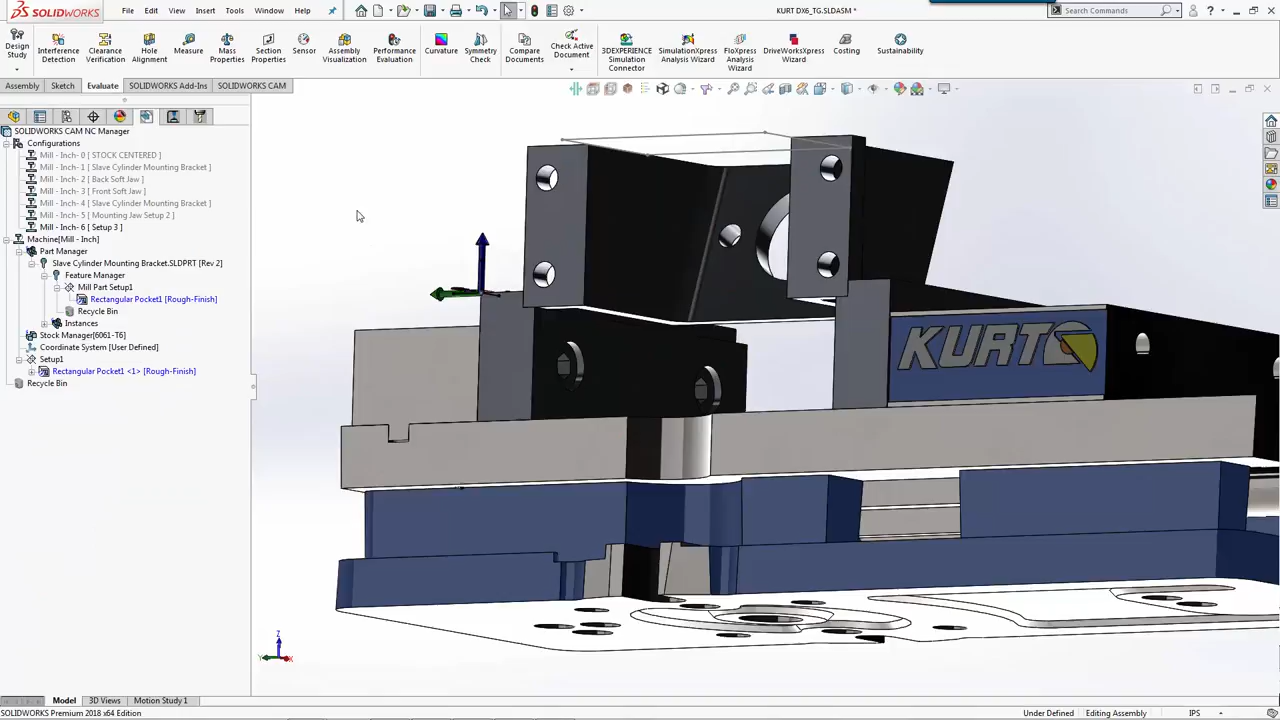 SOLIDWORKS
File Edit View Insert Tools Window Help
KURT DX6_TG.SLDASM *
Search Commands
Design Study
Interference Detection
Clearance Verification
Hole Alignment
Measure
Mass Properties
Section Properties
Sensor
Assembly Visualization
Performance Evaluation
Curvature
Symmetry Check
Compare Documents
Check Active Document
3DEXPERIENCE Simulation Connector
SimulationXpress Analysis Wizard
FloXpress Analysis Wizard
DriveWorksXpress Wizard
Costing
Sustainability
Assembly Sketch Evaluate SOLIDWORKS Add-Ins SOLIDWORKS CAM
SOLIDWORKS CAM NC Manager
Configurations
Mill - Inch- 0 [ STOCK CENTERED ]
Mill - Inch- 1 [ Slave Cylinder Mounting Bracket ]
Mill - Inch- 2 [ Back Soft Jaw ]
Mill - Inch- 3 [ Front Soft Jaw ]
Mill - Inch- 4 [ Slave Cylinder Mounting Bracket ]
Mill - Inch- 5 [ Mounting Jaw Setup 2 ]
Mill - Inch- 6 [ Setup 3 ]
Machine[Mill - Inch]
Part Manager
Slave Cylinder Mounting Bracket.SLDPRT [Rev 2]
Feature Manager
Mill Part Setup1
Rectangular Pocket1 [Rough-Finish]
Recycle Bin
Instances
Stock Manager[6061-T6]
Coordinate System [User Defined]
Setup1
Rectangular Pocket1 <1> [Rough-Finish]
Recycle Bin
KURT
Z
Y X
Model 3D Views Motion Study 1
SOLIDWORKS Premium 2018 x64 Edition
Under Defined Editing Assembly IPS